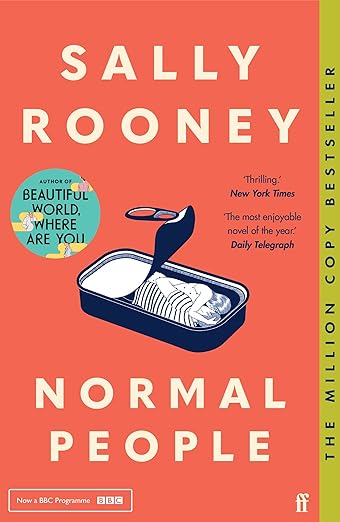 SALLY
ROONEY
AUTHOR OF
BEAUTIFUL
WORLD,
WHERE
ARE YOU
‘Thrilling.’
New York Times
‘The most enjoyable
novel of the year.’
Daily Telegraph
NORMAL
PEOPLE
Now a BBC Programme BBC
ff
THE MILLION COPY BESTSELLER